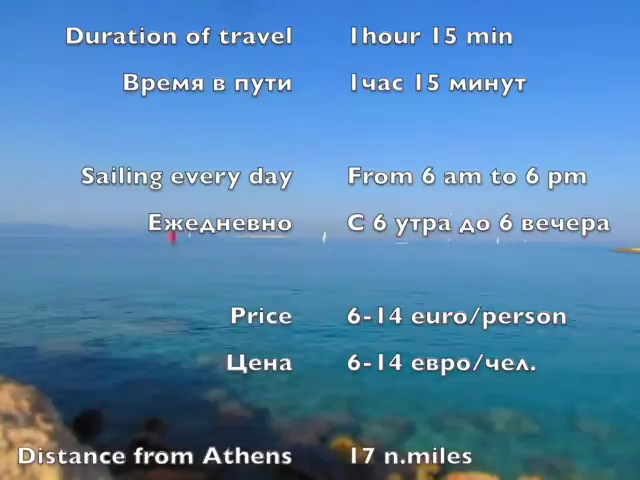 Duration of travel 1hour 15 min
Время в пути 1час 15 минут
Sailing every day From 6 am to 6 pm
Ежедневно С 6 утра до 6 вечера
Price 6-14 euro/person
Цена 6-14 евро/чел.
Distance from Athens 17 n.miles